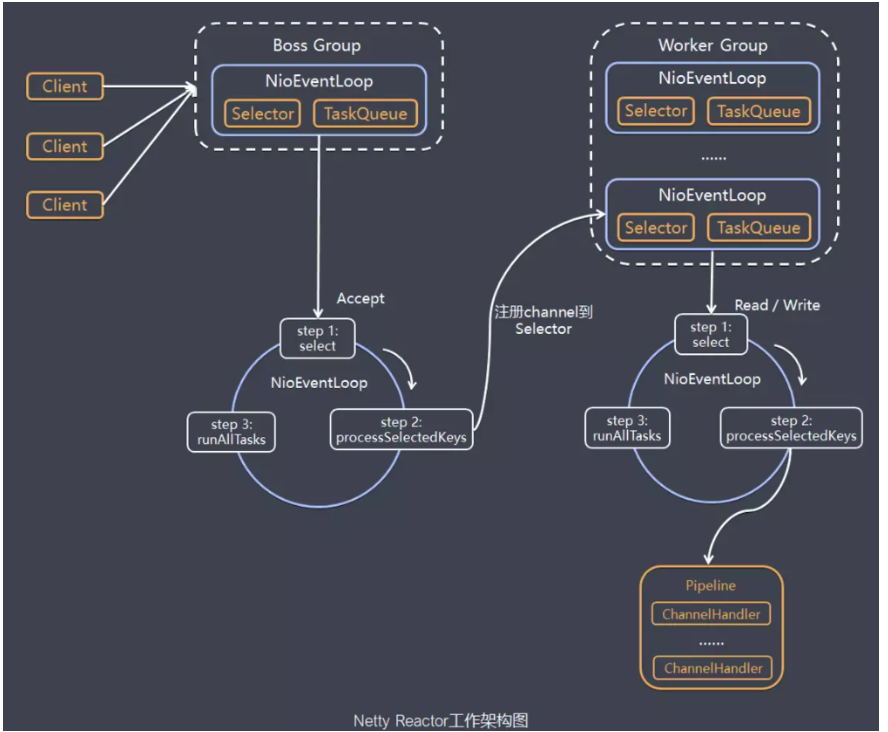 Boss Group
NioEventLoop
Selector
TaskQueue
Client
Client
Client
Worker Group
NioEventLoop
Selector
TaskQueue
......
NioEventLoop
Selector
TaskQueue
Accept
step 1:
select
NioEventLoop
step 2:
processSelectedKeys
step 3:
runAllTasks
注册channel到
Selector
Read / Write
step 1:
select
NioEventLoop
step 2:
processSelectedKeys
step 3:
runAllTasks
Pipeline
ChannelHandler
......
ChannelHandler
Netty Reactor工作架构图